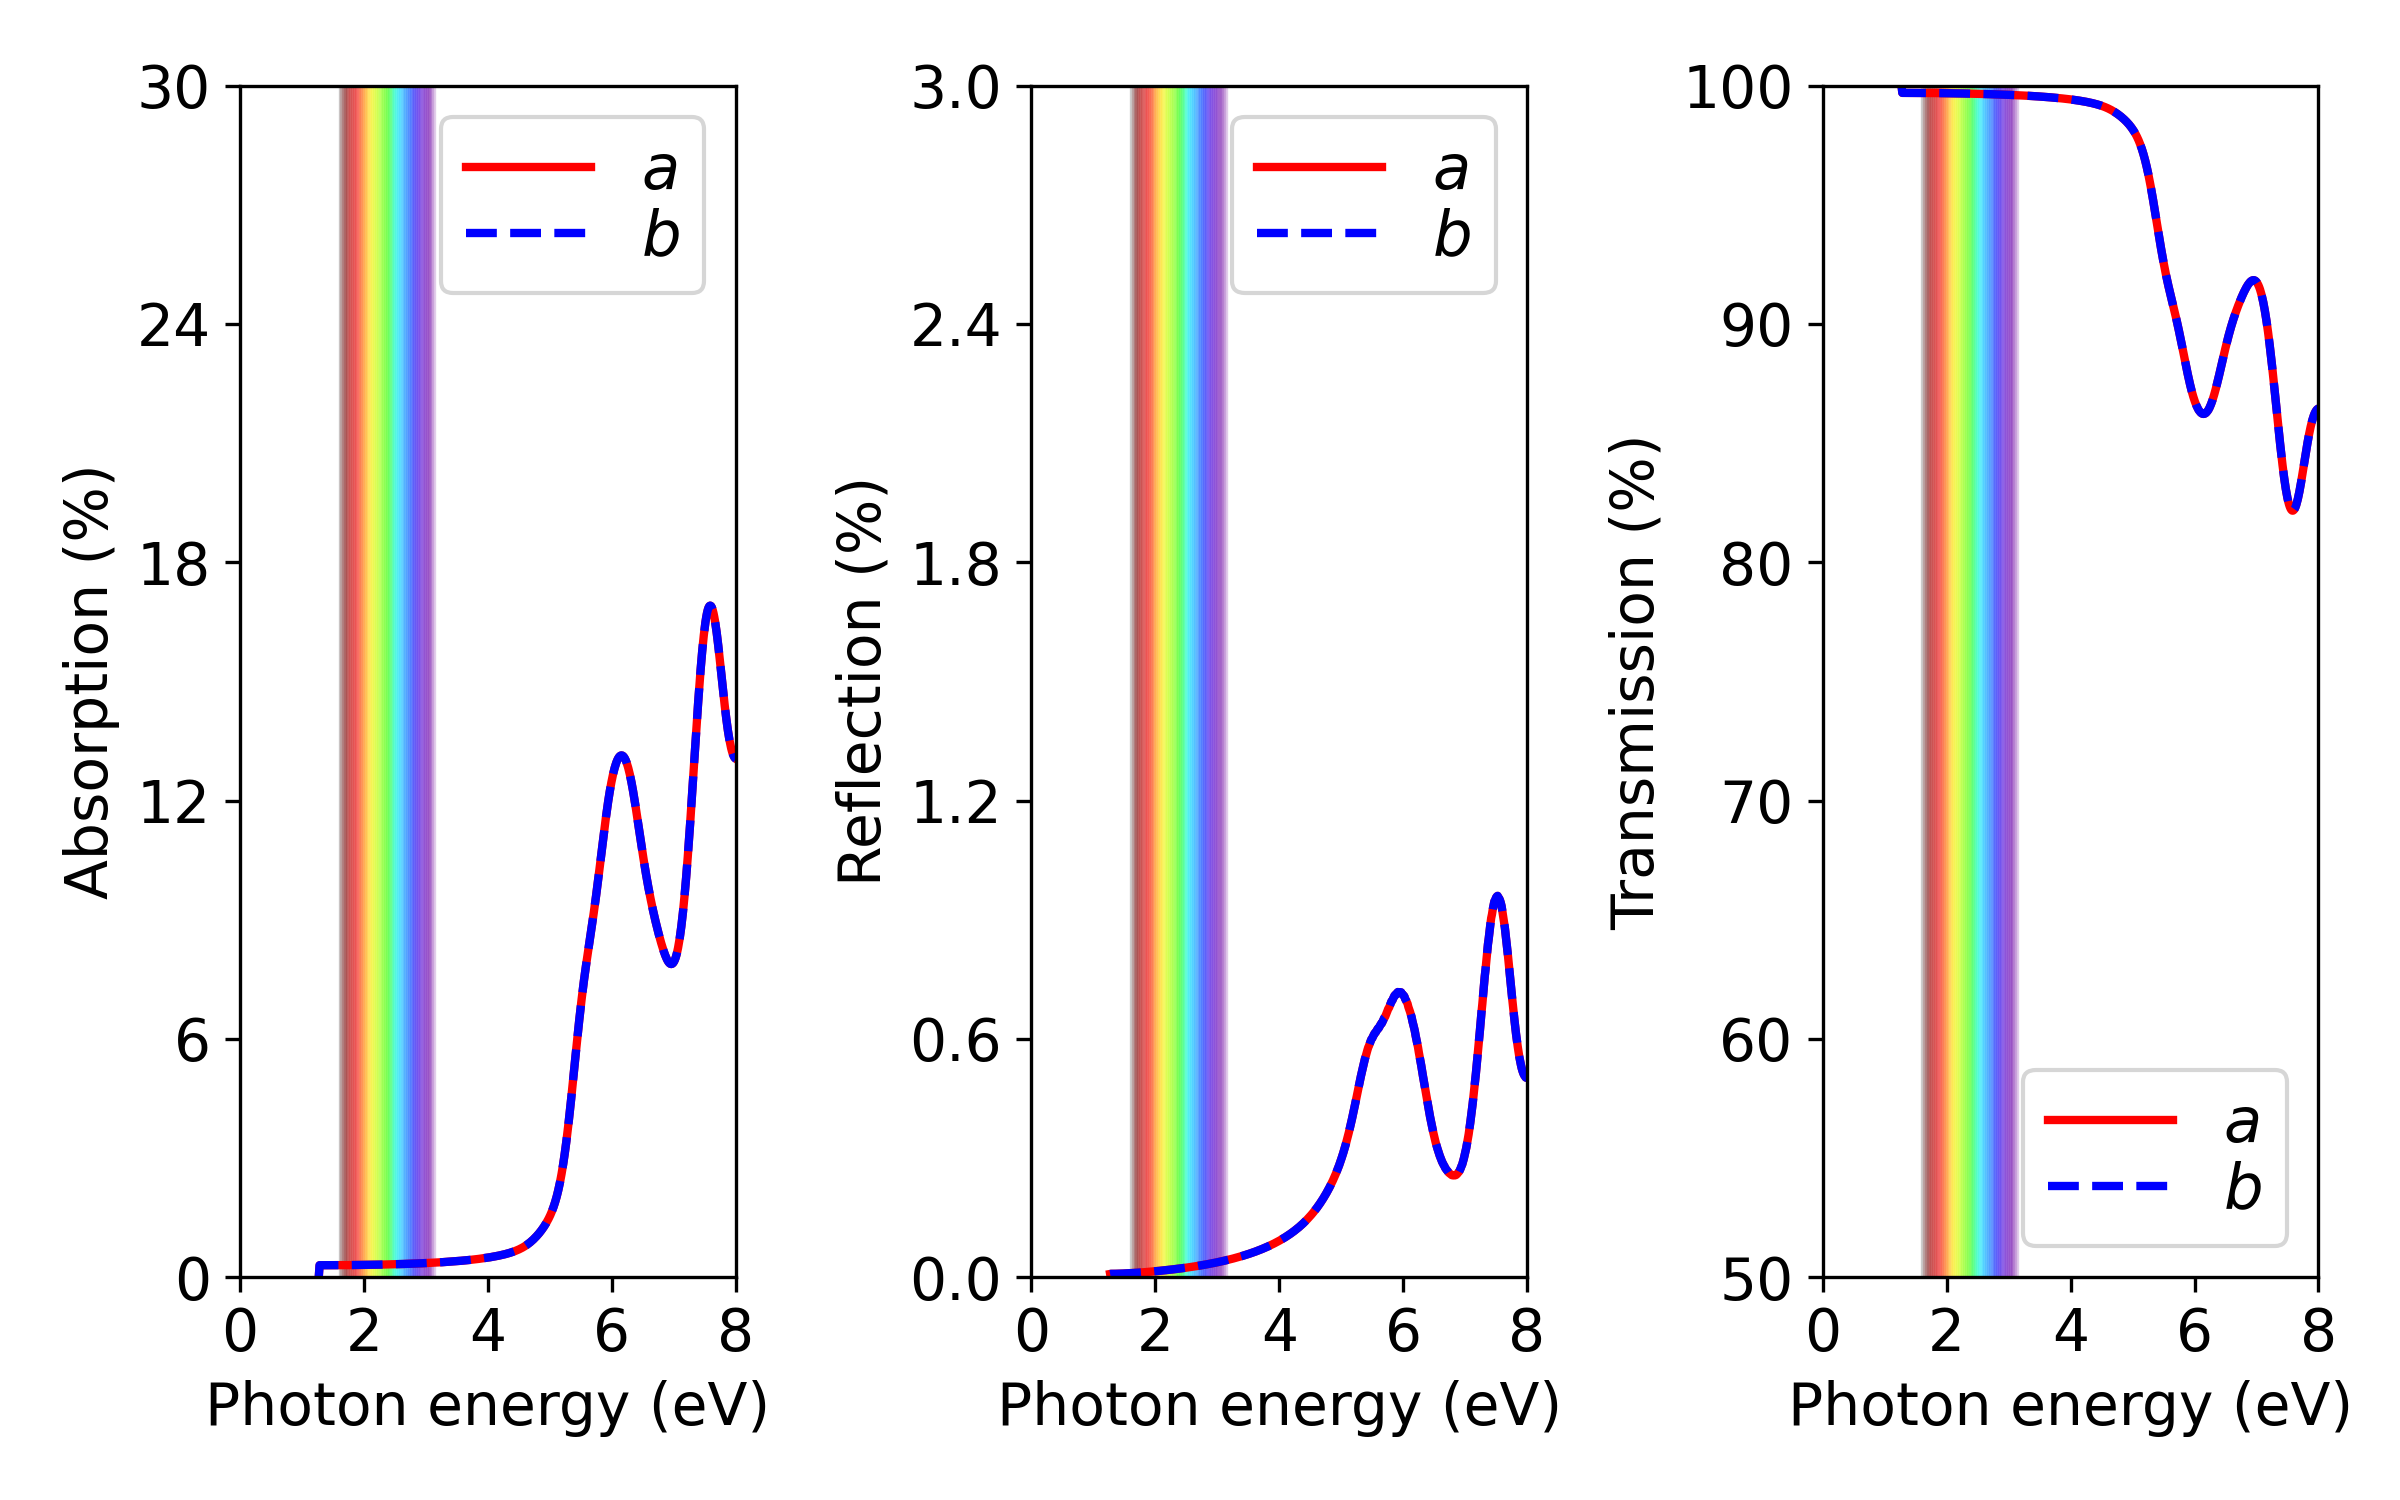 30
24
18
12
6
0
0 2 4 6 8
Absorption (%)
Photon energy (eV)
a
b
3.0
2.4
1.8
1.2
0.6
0.0
0 2 4 6 8
Reflection (%)
Photon energy (eV)
a
b
100
90
80
70
60
50
0 2 4 6 8
Transmission (%)
Photon energy (eV)
a
b